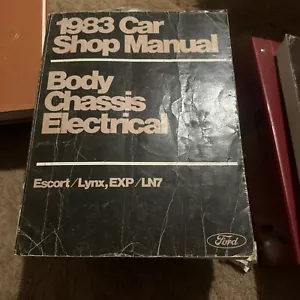 1983 Car
Shop Manual
Body
Chassis
Electrical
Escort/Lynx, EXP/LN7
Ford